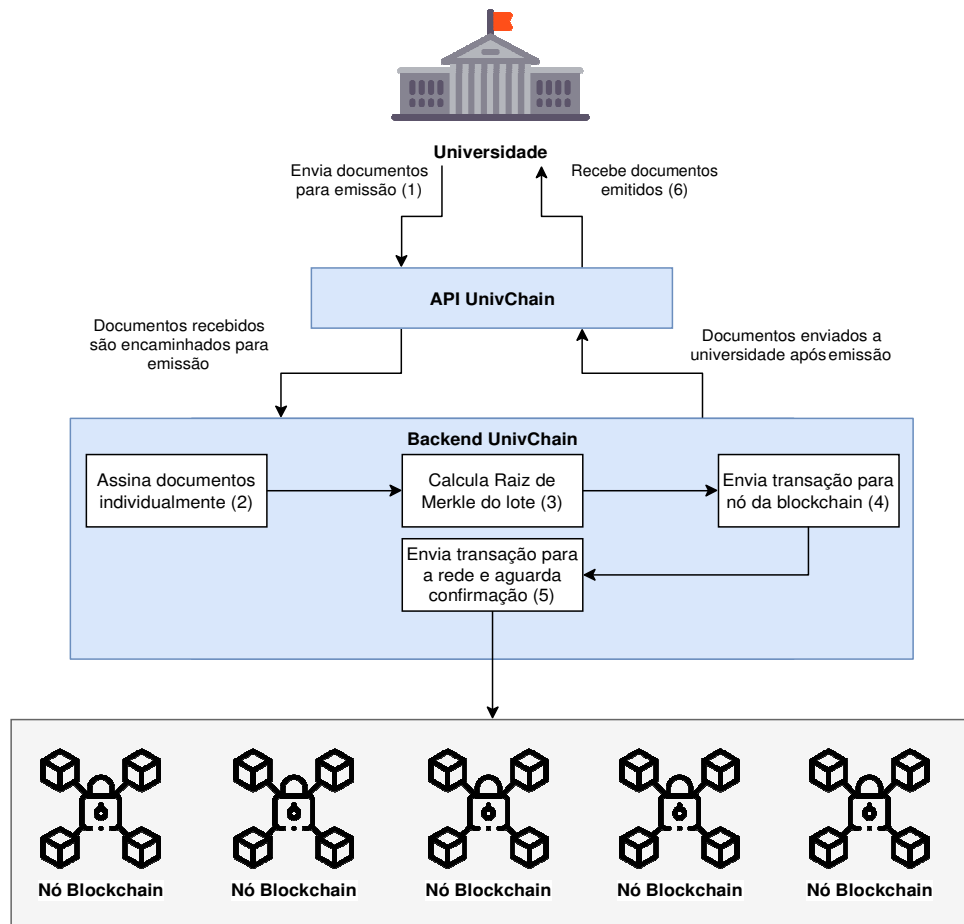 Universidade
Envia documentos
para emissão (1)
Recebe documentos
emitidos (6)
API UnivChain
Documentos recebidos
são encaminhados para
emissão
Documentos enviados a
universidade após emissão
Backend UnivChain
Assina documentos
individualmente (2)
Calcula Raiz de
Merkle do lote (3)
Envia transação para
nó da blockchain (4)
Envia transação para
a rede e aguarda
confirmação (5)
Nó Blockchain
Nó Blockchain
Nó Blockchain
Nó Blockchain
Nó Blockchain